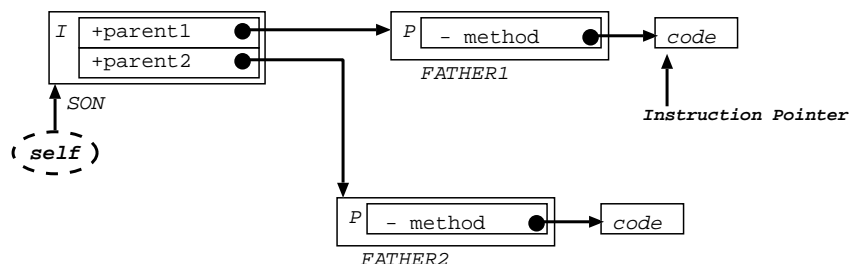 I +parent1
+parent2
SON
self
P - method
FATHER1
code
Instruction Pointer
P - method
FATHER2
code